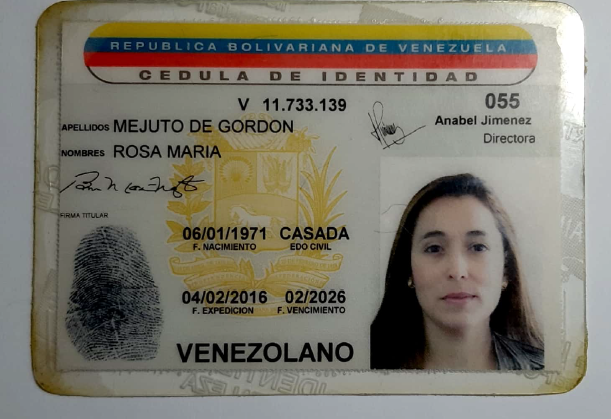 REPUBLICA BOLIVARIANA DE VENEZUELA
CEDULA DE IDENTIDAD
V 11.733.139
055
APELLIDOS MEJUTO DE GORDON
Anabel Jimenez
Directora
NOMBRES ROSA MARIA
FIRMA TITULAR
06/01/1971 CASADA
F. NACIMIENTO EDO CIVIL
04/02/2016 02/2026
F. EXPEDICION F. VENCIMIENTO
VENEZOLANO